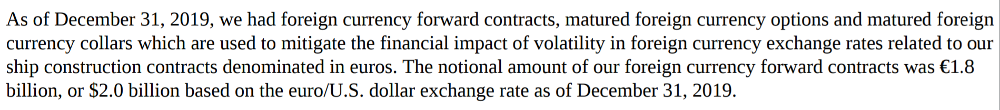 As of December 31, 2019, we had foreign currency forward contracts, matured foreign currency options and matured foreign
currency collars which are used to mitigate the financial impact of volatility in foreign currency exchange rates related to our
ship construction contracts denominated in euros. The notional amount of our foreign currency forward contracts was €1.8
billion, or $2.0 billion based on the euro/U.S. dollar exchange rate as of December 31, 2019.